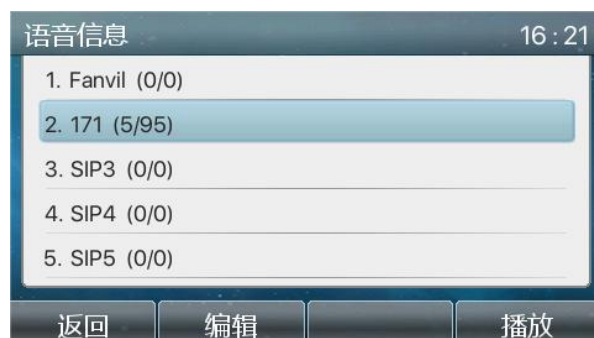 语音信息 16:21
1. Fanvil (0/0)
2. 171 (5/95)
3. SIP3 (0/0)
4. SIP4 (0/0)
5. SIP5 (0/0)
返回 编辑 播放